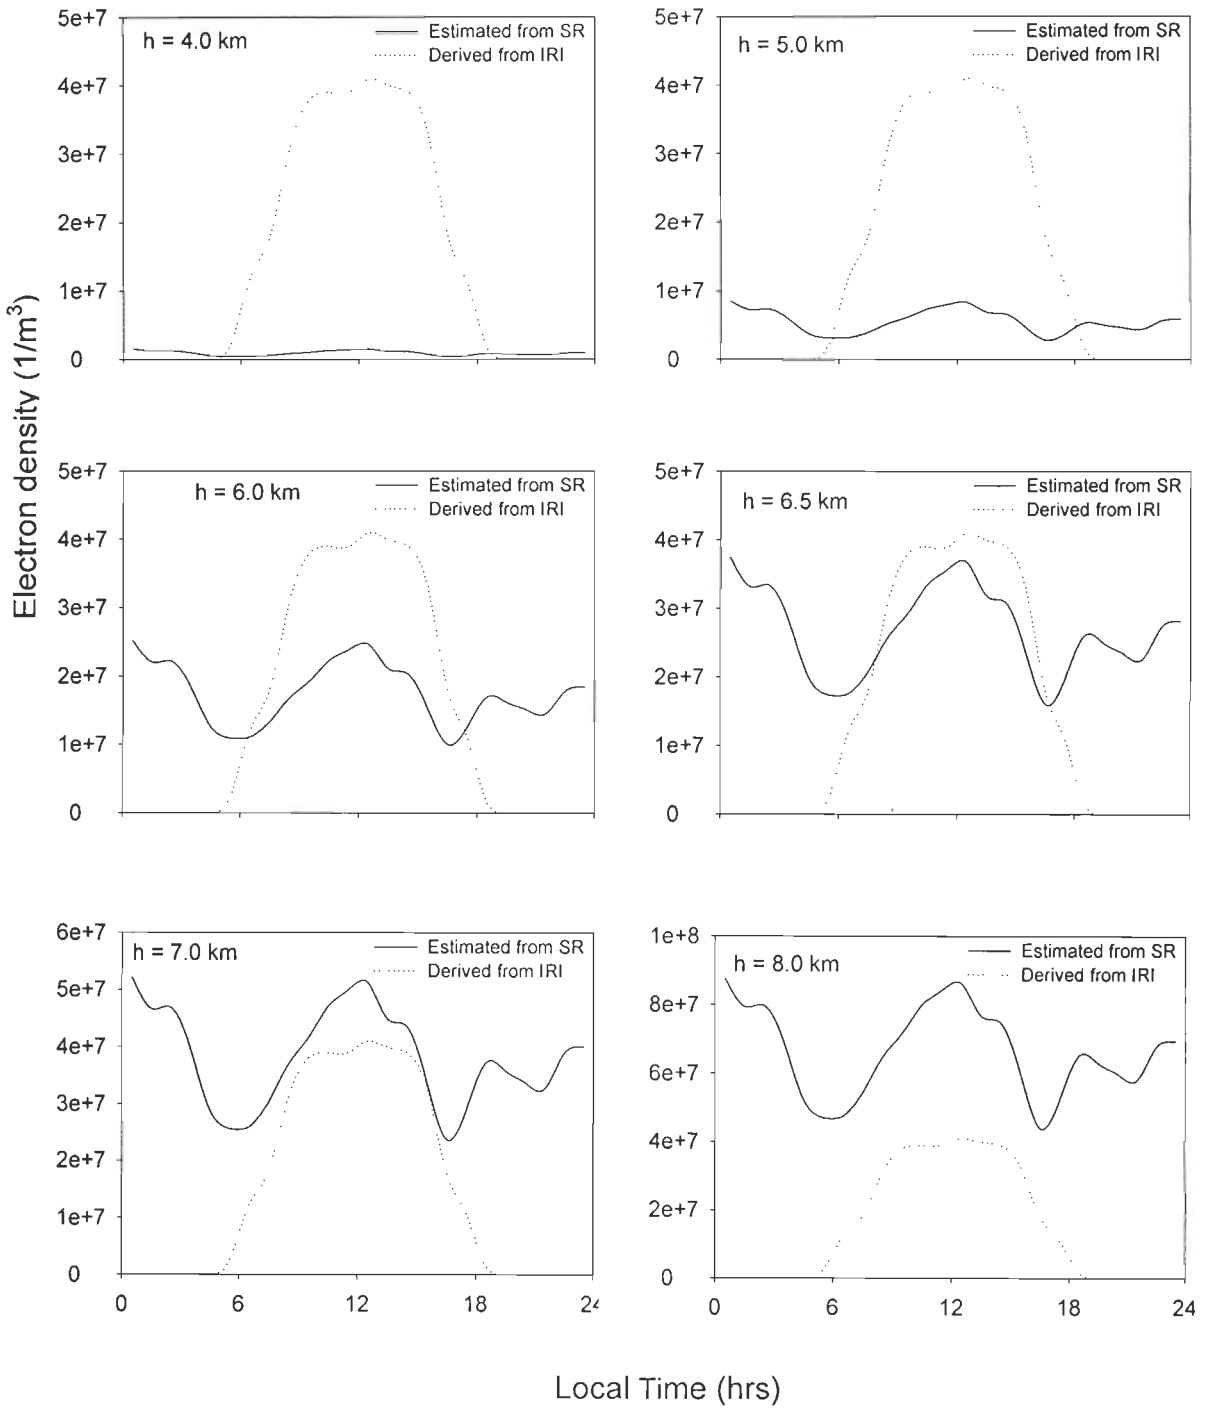 Electron density (1/m³)
h = 4.0 km
Estimated from SR
Derived from IRI
5e+7
4e+7
3e+7
2e+7
1e+7
0
h = 5.0 km
Estimated from SR
Derived from IRI
5e+7
4e+7
3e+7
2e+7
1e+7
0
h = 6.0 km
Estimated from SR
Derived from IRI
5e+7
4e+7
3e+7
2e+7
1e+7
0
h = 6.5 km
Estimated from SR
Derived from IRI
5e+7
4e+7
3e+7
2e+7
1e+7
0
h = 7.0 km
Estimated from SR
Derived from IRI
6e+7
5e+7
4e+7
3e+7
2e+7
1e+7
0
0 6 12 18 24
h = 8.0 km
Estimated from SR
Derived from IRI
1e+8
8e+7
6e+7
4e+7
2e+7
0
0 6 12 18 24
Local Time (hrs)